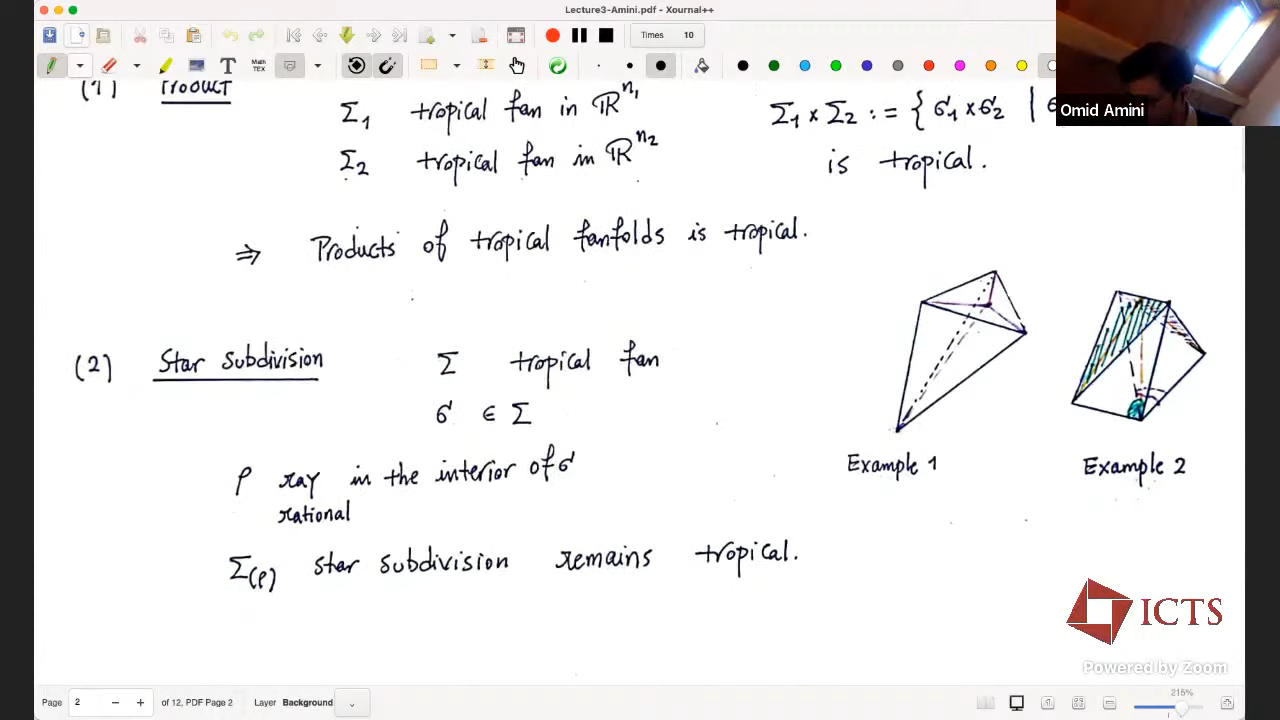 Lecture3-Amini.pdf - Xournal++
Times 10
Omid Amini
(1) Product
Σ₁ tropical fan in ℝ^n₁ Σ₁ × Σ₂ := { σ₁ × σ₂ |
Σ₂ tropical fan in ℝ^n₂ is tropical.
⇒ Products of tropical fanfolds is tropical.
(2) Star Subdivision Σ tropical fan
σ ∈ Σ
ρ ray in the interior of σ
rational
Σ(ρ) star subdivision remains tropical.
Example 1 Example 2
ICTS
Powered by Zoom
Page 2 of 12, PDF Page 2 Layer Background 215%